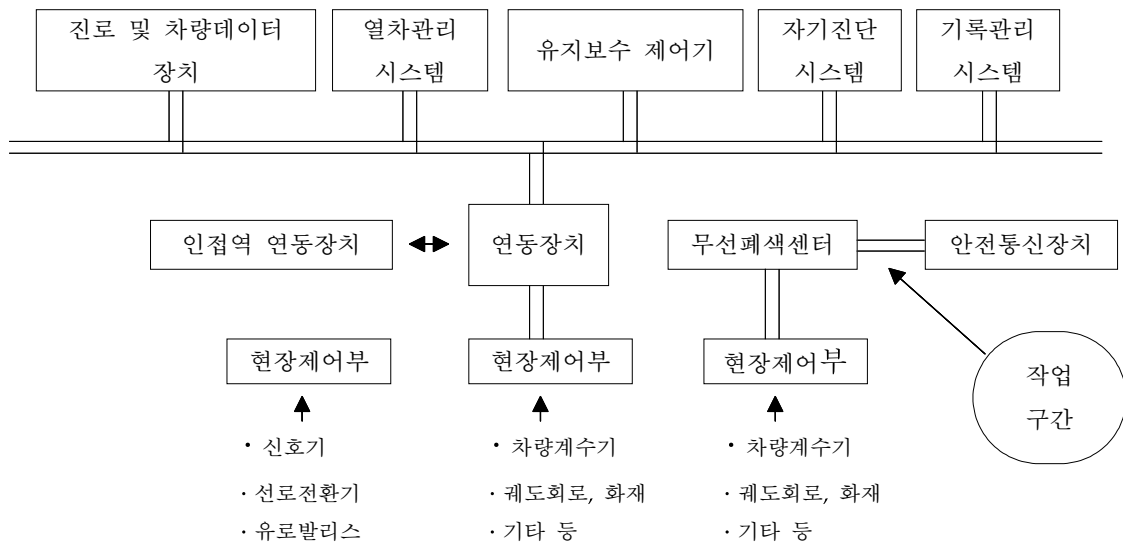 진로 및 차량데이터
장치
열차관리
시스템
유지보수 제어기
자기진단
시스템
기록관리
시스템
인접역 연동장치
연동장치
무선폐색센터
안전통신장치
현장제어부
현장제어부
현장제어부
작업
구간
· 신호기
· 선로전환기
· 유로발리스
· 차량계수기
· 궤도회로, 화재
· 기타 등
· 차량계수기
· 궤도회로, 화재
· 기타 등